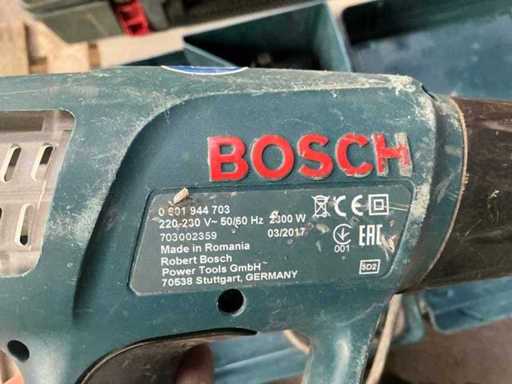 BOSCH
0 601 944 703
220-230 V~ 50/60 Hz 2300 W
703002359 03/2017
Made in Romania
Robert Bosch
Power Tools GmbH
70538 Stuttgart, GERMANY
CE
001
EAC
SD2